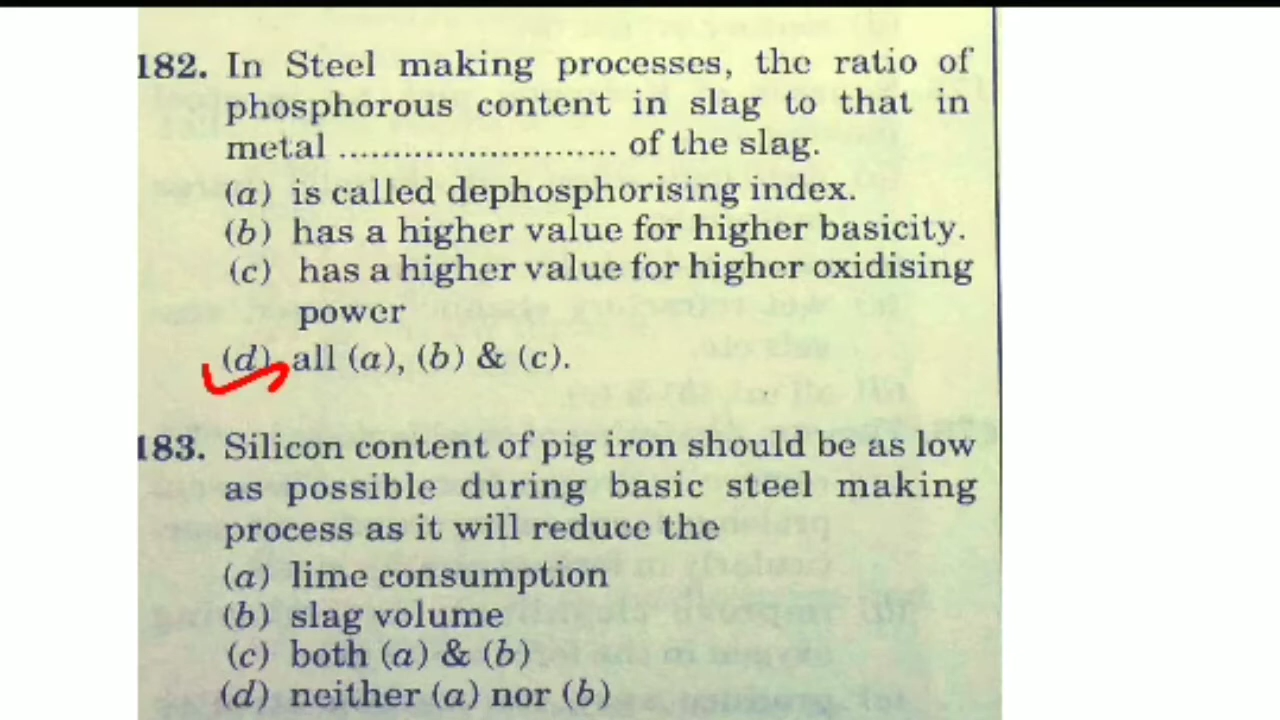 182. In Steel making processes, the ratio of
phosphorous content in slag to that in
metal .......................... of the slag.
(a) is called dephosphorising index.
(b) has a higher value for higher basicity.
(c) has a higher value for higher oxidising
power
(d) all (a), (b) & (c).
183. Silicon content of pig iron should be as low
as possible during basic steel making
process as it will reduce the
(a) lime consumption
(b) slag volume
(c) both (a) & (b)
(d) neither (a) nor (b)